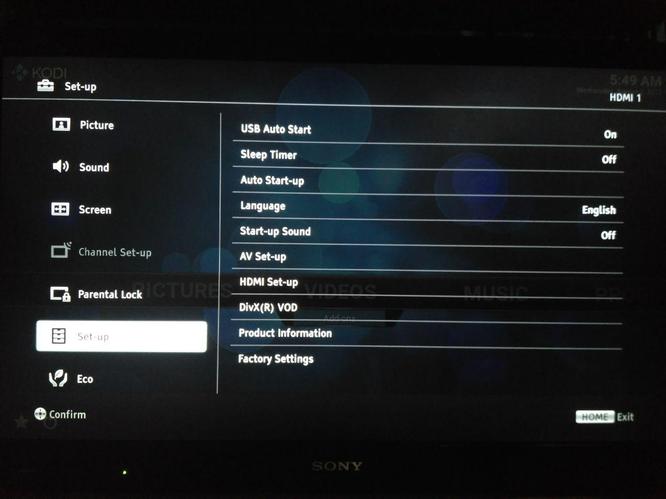 KODI
5:49 AM
Set-up
HDMI 1
Picture
Sound
Screen
Channel Set-up
Parental Lock
Set-up
Eco
USB Auto Start On
Sleep Timer Off
Auto Start-up
Language English
Start-up Sound Off
AV Set-up
HDMI Set-up
DivX(R) VOD
Product Information
Factory Settings
PICTURES VIDEOS MUSIC
Add-ons
Confirm
HOME Exit
SONY